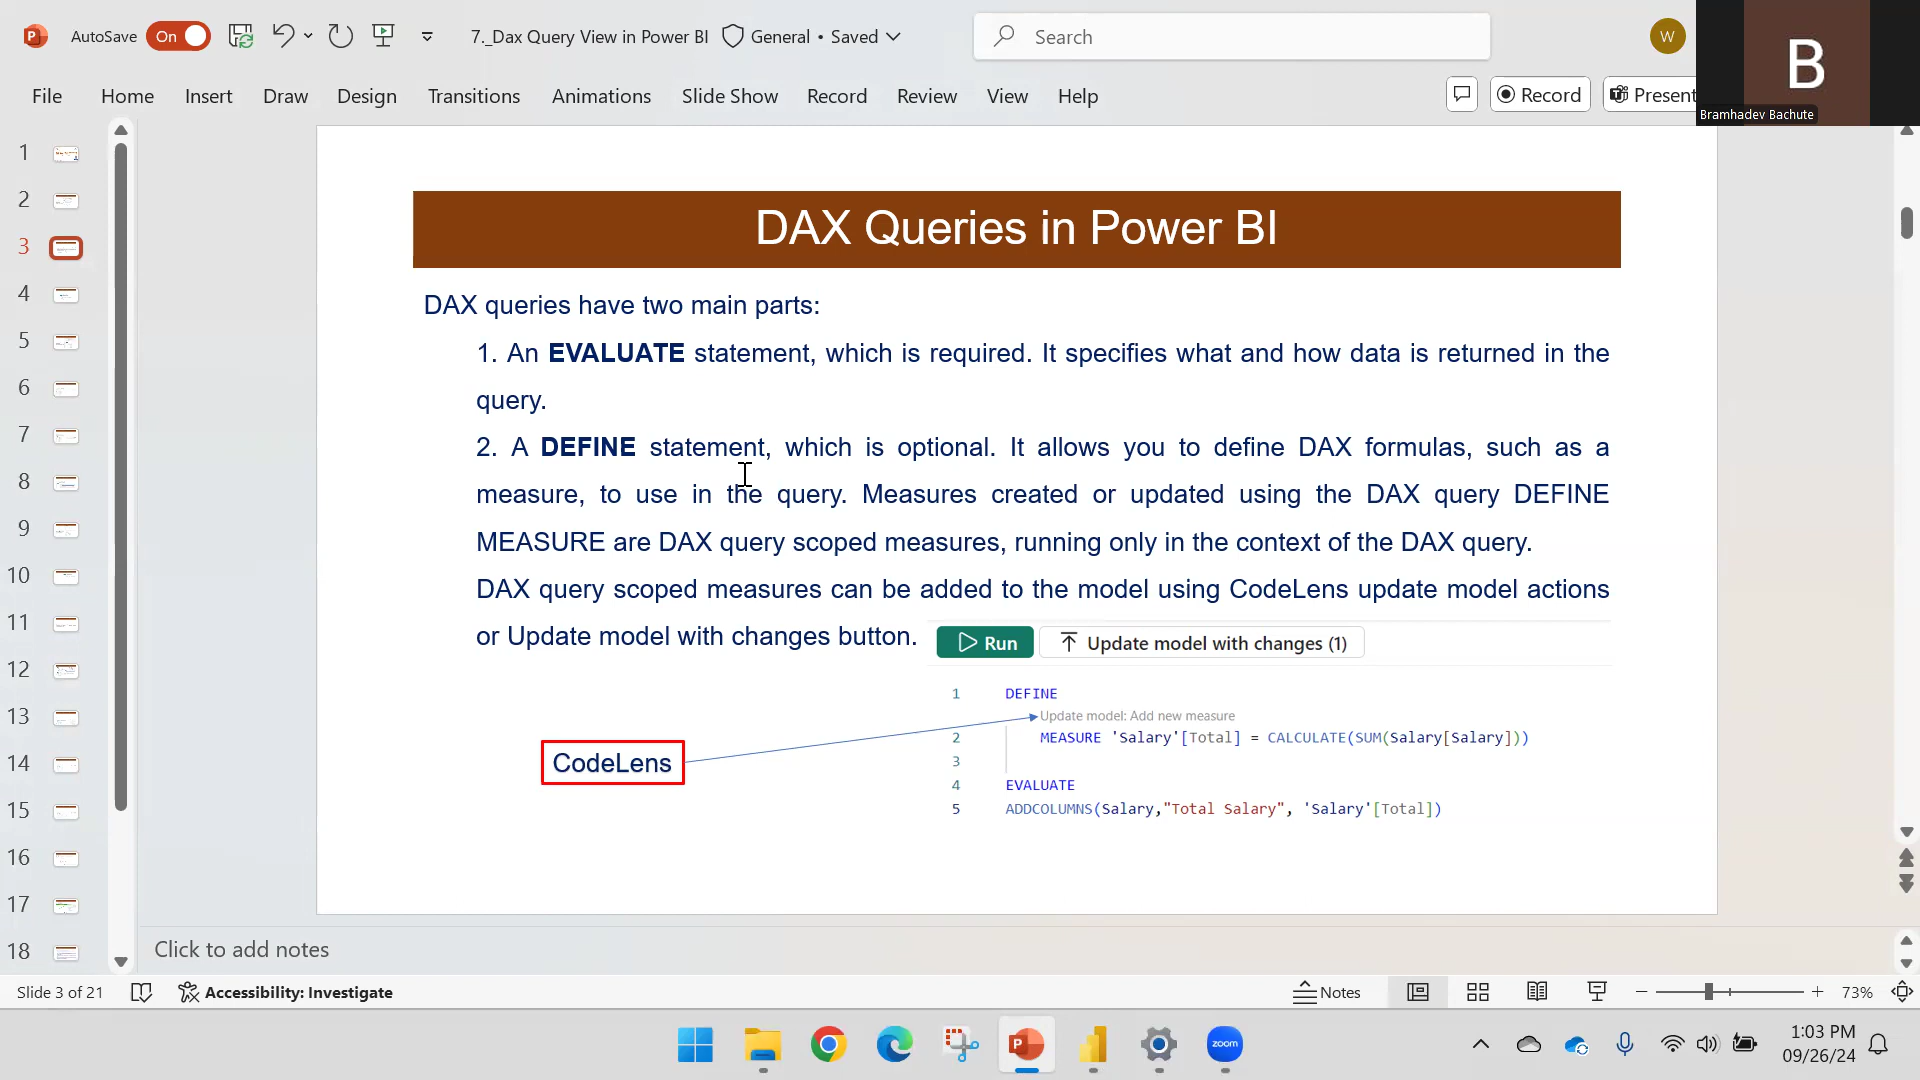 AutoSave On 7._Dax Query View in Power BI General • Saved Search W B
Bramhadev Bachute
File Home Insert Draw Design Transitions Animations Slide Show Record Review View Help Record Present
1
2
3
4
5
6
7
8
9
10
11
12
13
14
15
16
17
18
DAX Queries in Power BI
DAX queries have two main parts:
1. An EVALUATE statement, which is required. It specifies what and how data is returned in the
query.
2. A DEFINE statement, which is optional. It allows you to define DAX formulas, such as a
measure, to use in the query. Measures created or updated using the DAX query DEFINE
MEASURE are DAX query scoped measures, running only in the context of the DAX query.
DAX query scoped measures can be added to the model using CodeLens update model actions
or Update model with changes button.
Run Update model with changes (1)
1 DEFINE
Update model: Add new measure
2 MEASURE 'Salary'[Total] = CALCULATE(SUM(Salary[Salary]))
3
4 EVALUATE
5 ADDCOLUMNS(Salary,"Total Salary", 'Salary'[Total])
CodeLens
Click to add notes
Slide 3 of 21 Accessibility: Investigate Notes 73%
zoom
1:03 PM
09/26/24